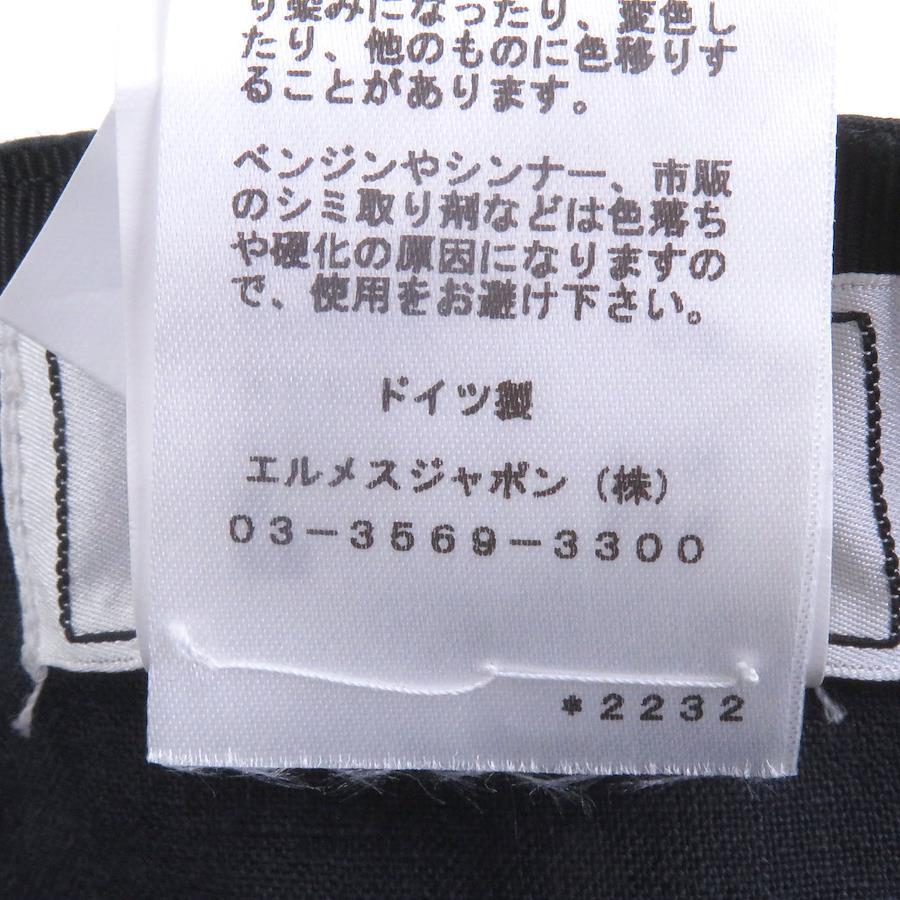 り染みになったり、変色し
たり、他のものに色移りす
ることがあります。
ベンジンやシンナー、市販
のシミ取り剤などは色落ち
や硬化の原因になりますの
で、使用をお避け下さい。
ドイツ製
エルメスジャポン（株）
０３－３５６９－３３００
＊２２３２